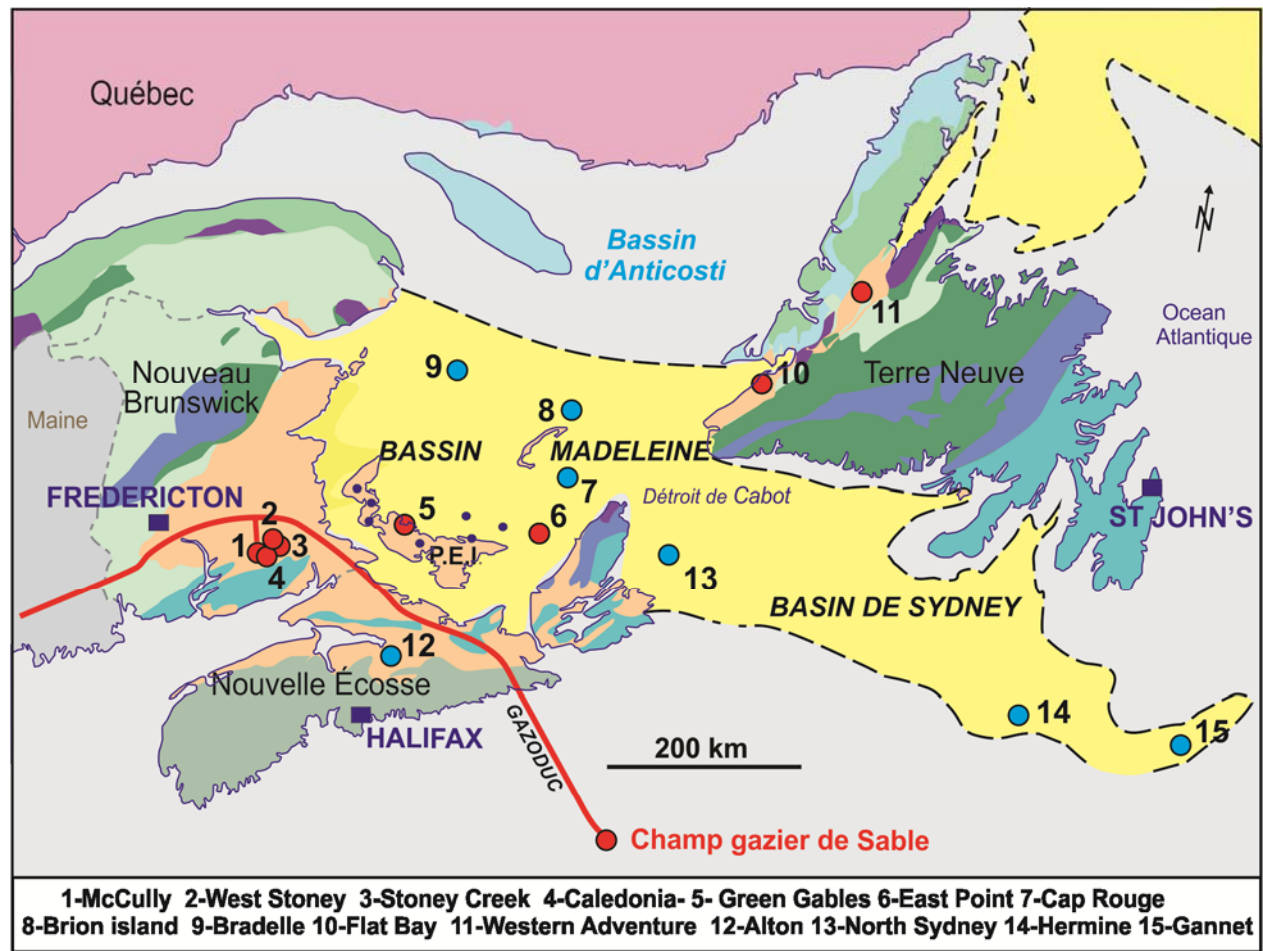 Québec
Bassin
d'Anticosti
N
Ocean
Atlantique
11
10
Terre Neuve
Nouveau
Brunswick
Maine
9
8
BASSIN
MADELEINE
7
Détroit de Cabot
FREDERICTON
ST JOHN'S
5
6
2
1
3
4
P.E.I.
13
BASIN DE SYDNEY
12
Nouvelle Écosse
HALIFAX
GAZODUC
14
15
200 km
Champ gazier de Sable
1-McCully 2-West Stoney 3-Stoney Creek 4-Caledonia- 5- Green Gables 6-East Point 7-Cap Rouge
8-Brion island 9-Bradelle 10-Flat Bay 11-Western Adventure 12-Alton 13-North Sydney 14-Hermine 15-Gannet